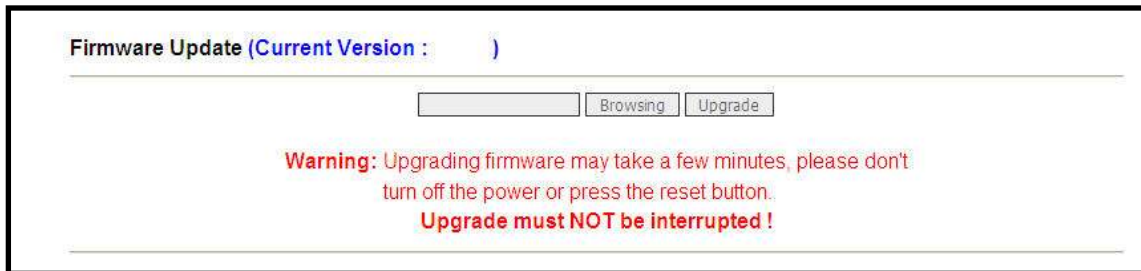 Firmware Update (Current Version : )
Browsing Upgrade
Warning: Upgrading firmware may take a few minutes, please don't
turn off the power or press the reset button.
Upgrade must NOT be interrupted !